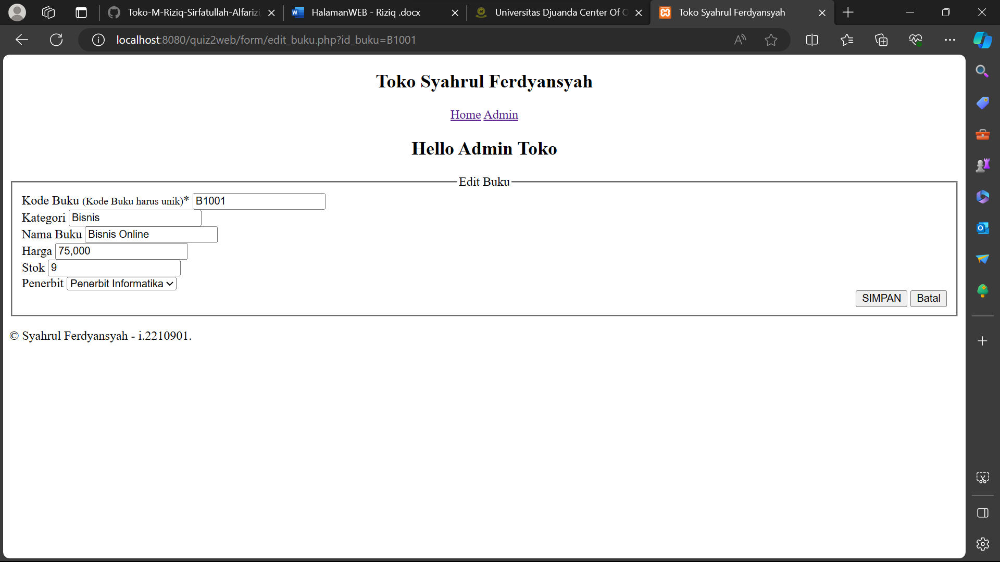 Toko-M-Riziq-Sirfatullah-Alfarizi
HalamanWEB - Riziq .docx
Universitas Djuanda Center Of
Toko Syahrul Ferdyansyah
localhost:8080/quiz2web/form/edit_buku.php?id_buku=B1001
Toko Syahrul Ferdyansyah
Home Admin
Hello Admin Toko
Edit Buku
Kode Buku (Kode Buku harus unik)* B1001
Kategori Bisnis
Nama Buku Bisnis Online
Harga 75,000
Stok 9
Penerbit Penerbit Informatika
SIMPAN Batal
© Syahrul Ferdyansyah - i.2210901.